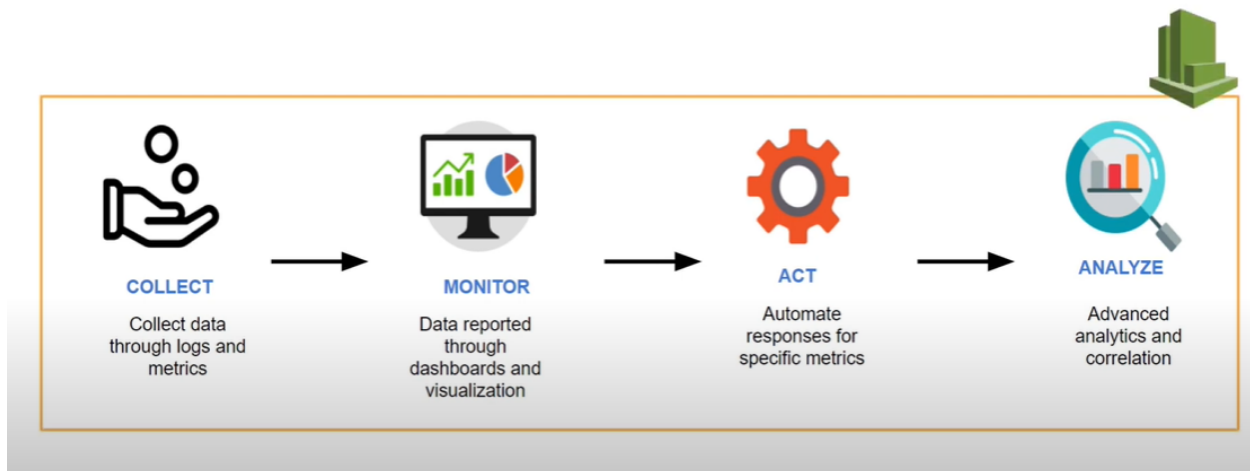 COLLECT
Collect data
through logs and
metrics
MONITOR
Data reported
through
dashboards and
visualization
ACT
Automate
responses for
specific metrics
ANALYZE
Advanced
analytics and
correlation